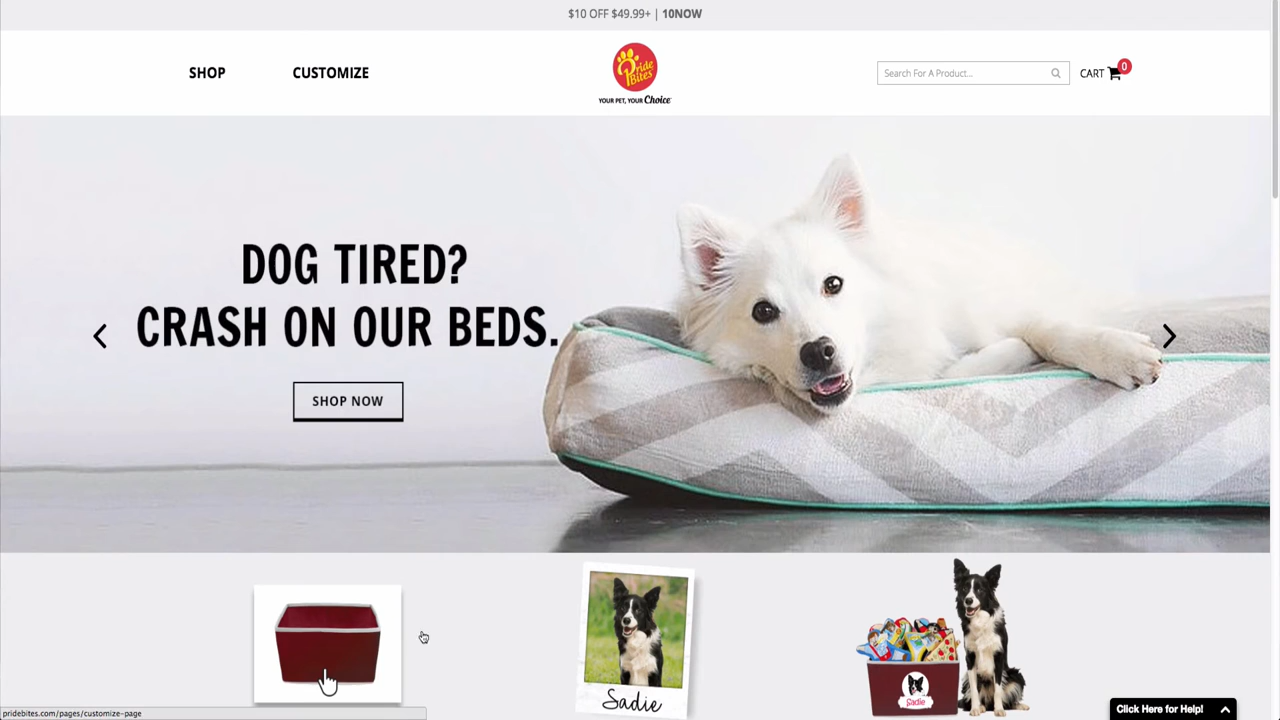 $10 OFF $49.99+ | 10NOW
SHOP
CUSTOMIZE
Pride
Bites
YOUR PET, YOUR Choice
Search For A Product...
CART
0
DOG TIRED?
CRASH ON OUR BEDS.
SHOP NOW
Sadie
Sadie
pridebites.com/pages/customize-page
Click Here for Help!